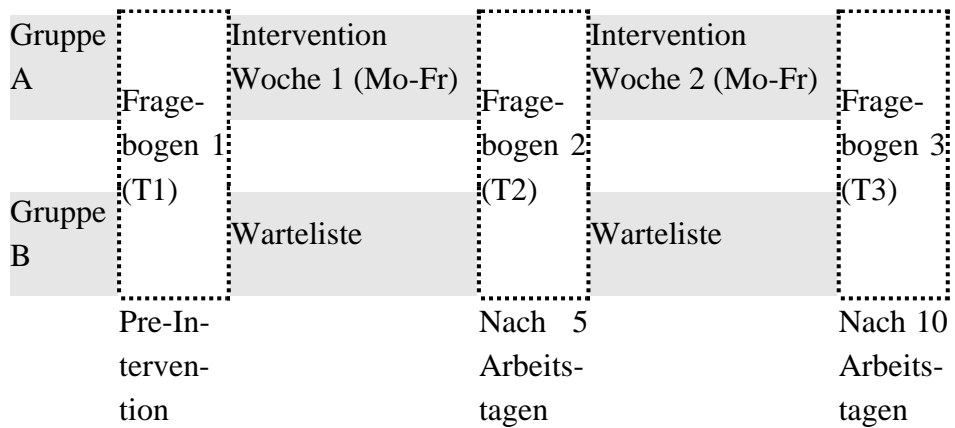 Gruppe
A
Frage-
bogen 1
(T1)
Intervention
Woche 1 (Mo-Fr)
Frage-
bogen 2
(T2)
Intervention
Woche 2 (Mo-Fr)
Frage-
bogen 3
(T3)
Gruppe
B
Warteliste
Warteliste
Pre-In-
terven-
tion
Nach 5
Arbeits-
tagen
Nach 10
Arbeits-
tagen